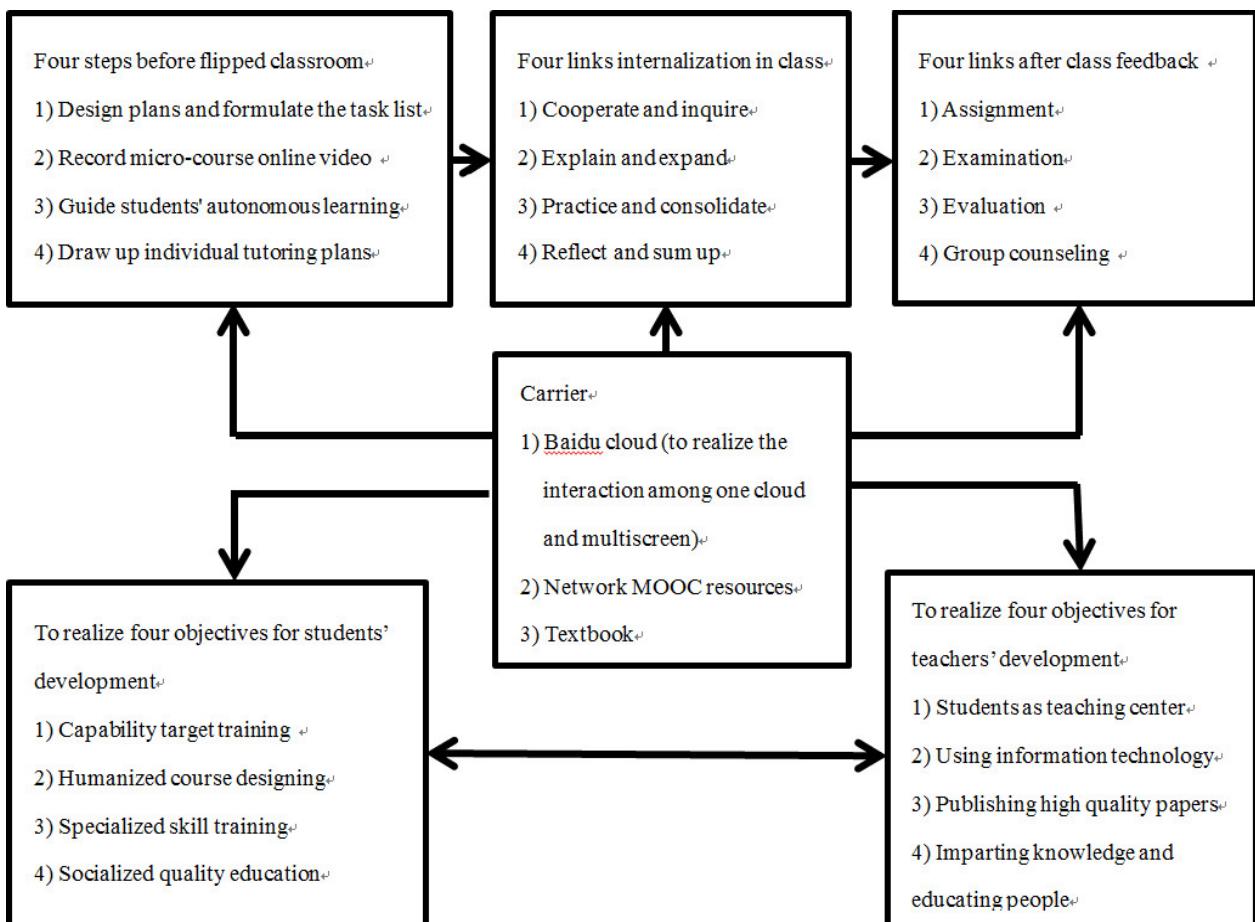 Four steps before flipped classroom
1) Design plans and formulate the task list
2) Record micro-course online video
3) Guide students' autonomous learning
4) Draw up individual tutoring plans
Four links internalization in class
1) Cooperate and inquire
2) Explain and expand
3) Practice and consolidate
4) Reflect and sum up
Four links after class feedback
1) Assignment
2) Examination
3) Evaluation
4) Group counseling
Carrier
1) Baidu cloud (to realize the
interaction among one cloud
and multiscreen)
2) Network MOOC resources
3) Textbook
To realize four objectives for students’
development
1) Capability target training
2) Humanized course designing
3) Specialized skill training
4) Socialized quality education
To realize four objectives for
teachers’ development
1) Students as teaching center
2) Using information technology
3) Publishing high quality papers
4) Imparting knowledge and
educating people